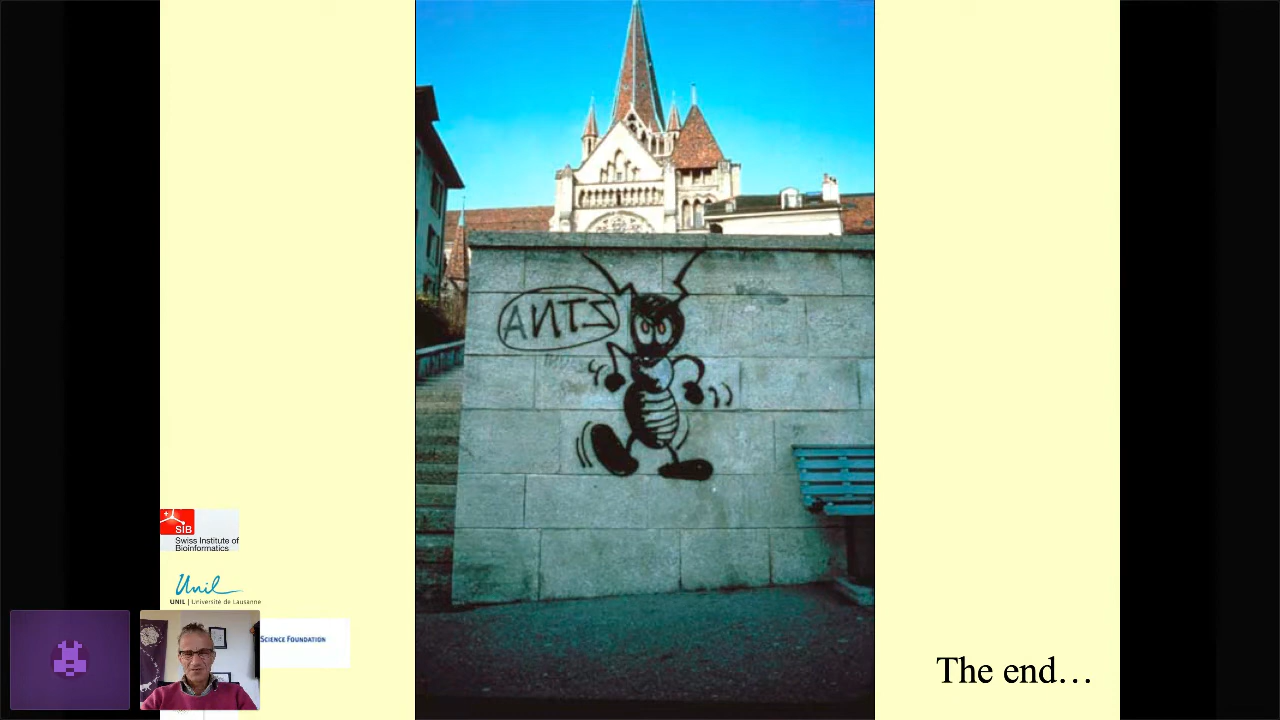 ANTZ
SIB
Swiss Institute of
Bioinformatics
Unil
UNIL | Université de Lausanne
SCIENCE FOUNDATION
The end…